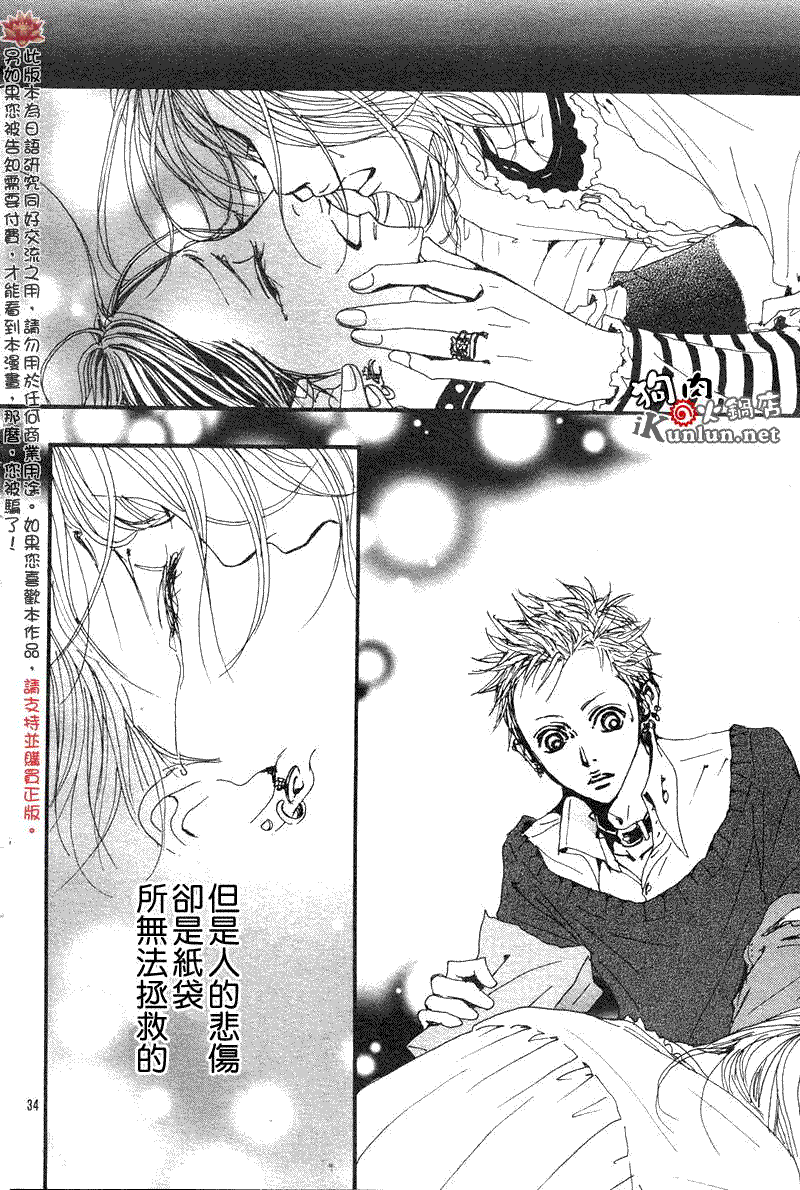 此版本為日語研究同好交流之用，請勿用於任何商業用途。如果您喜歡本作品，請支持並購買正版。
PS如果您被告知需要付費，才能看到本漫畫，那麼，您被騙了！
狗肉火鍋店
iKunlun.net
但是人的悲傷
卻是紙袋
所無法拯救的
34